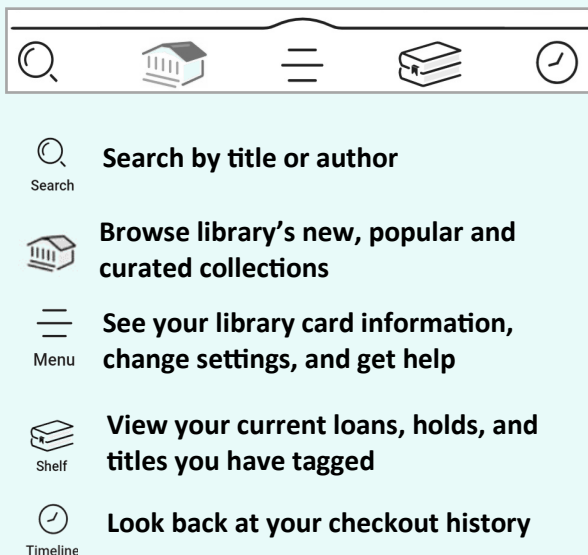 Search by title or author
Search
Browse library's new, popular and
curated collections
See your library card information,
Menu
change settings, and get help
View your current loans, holds, and
Shelf
titles you have tagged
Look back at your checkout history
Timeline